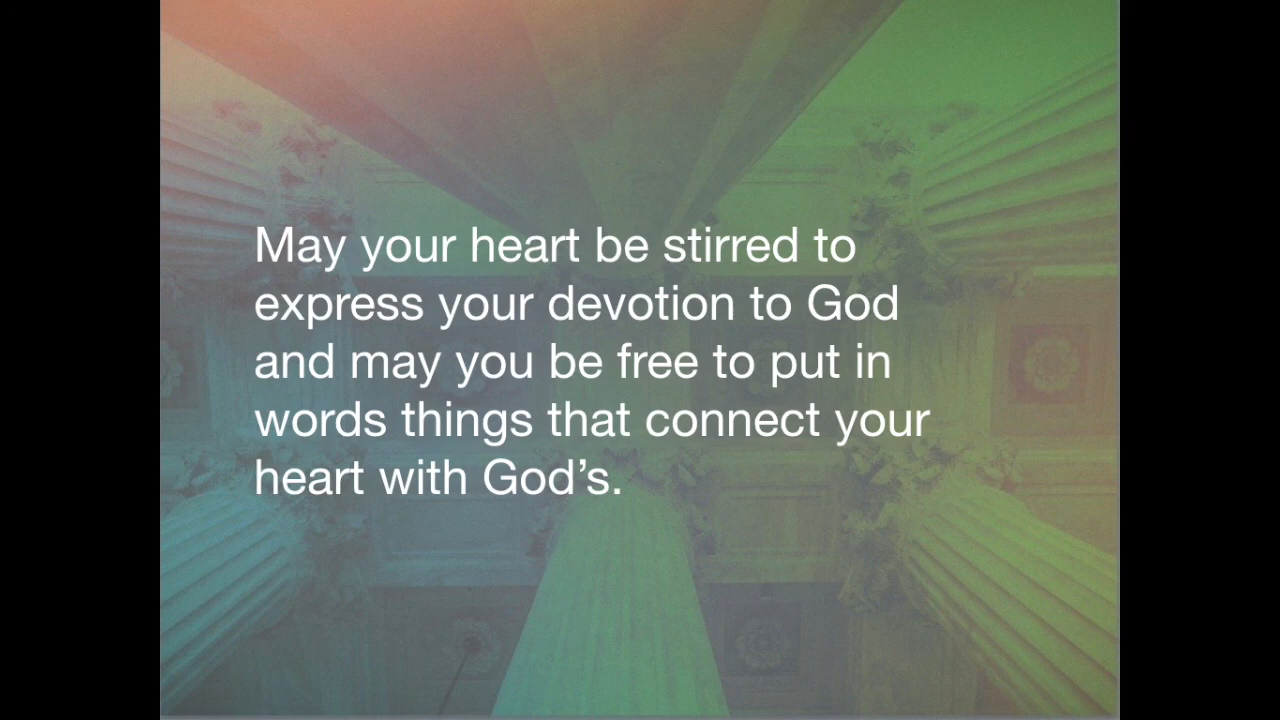 May your heart be stirred to
express your devotion to God
and may you be free to put in
words things that connect your
heart with God’s.